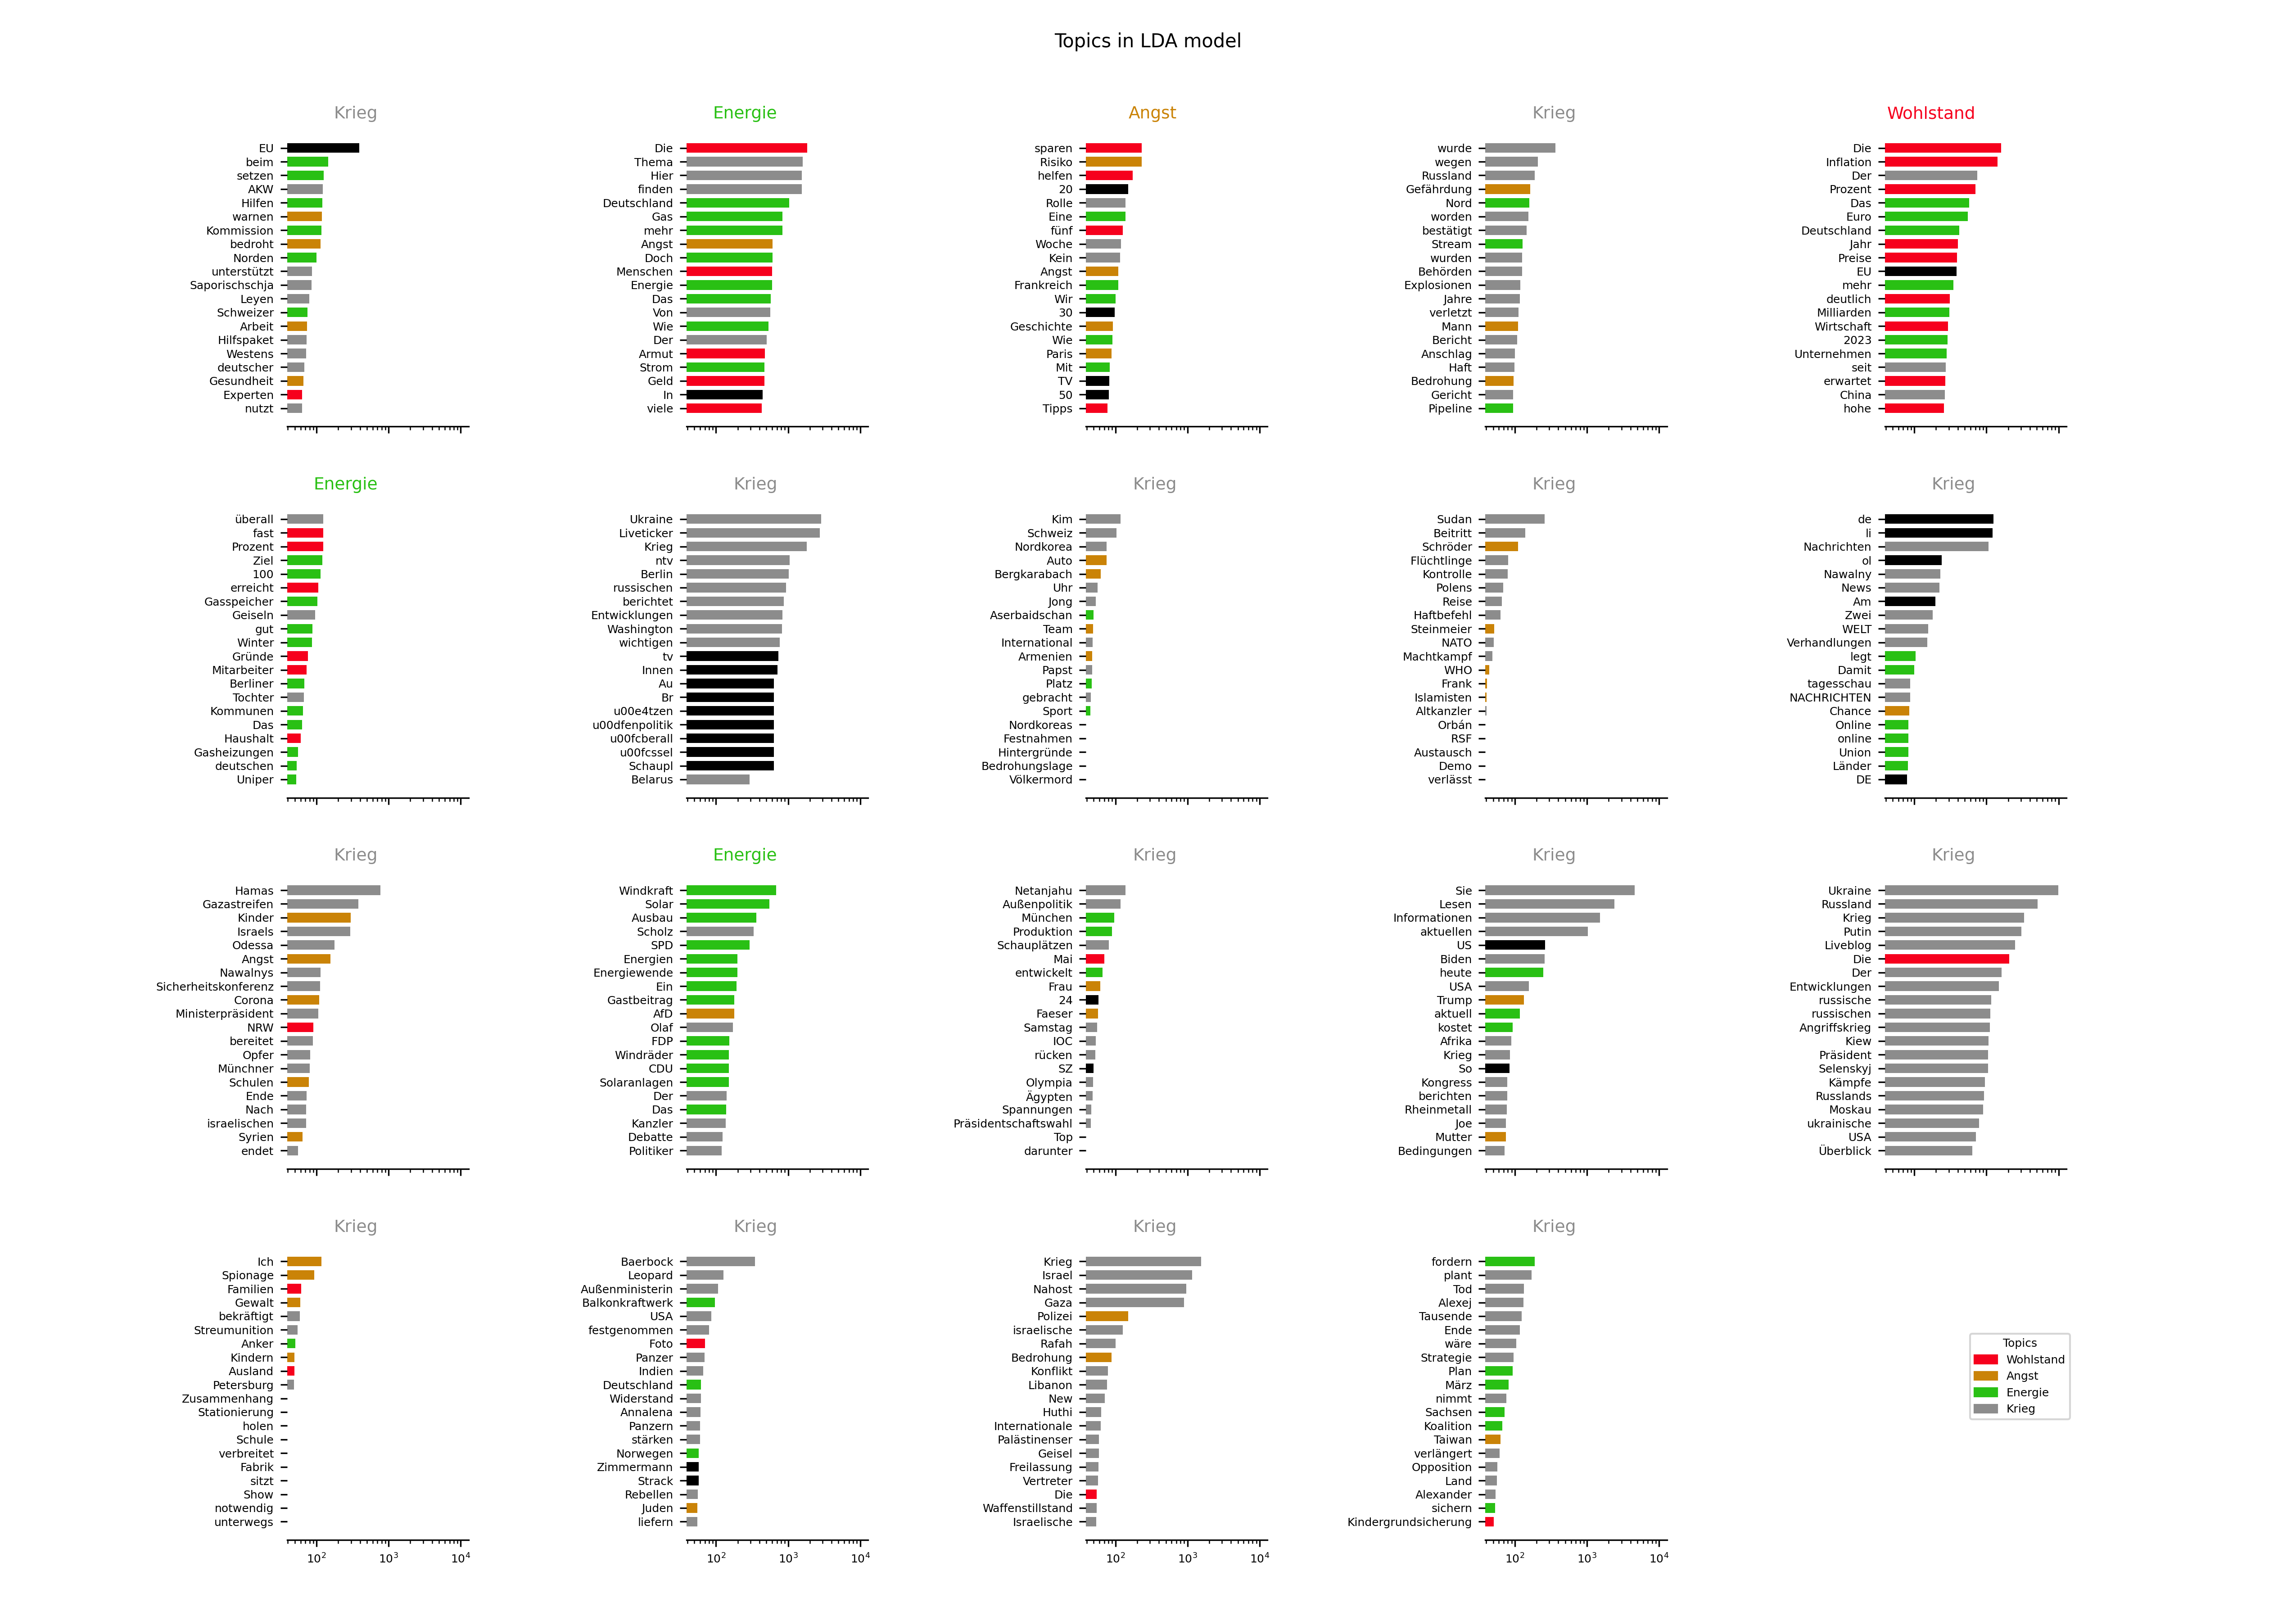 Topics in LDA model
Krieg
EU
beim
setzen
AKW
Hilfen
warnen
Kommission
bedroht
Norden
unterstützt
Saporischschja
Leyen
Schweizer
Arbeit
Hilfspaket
Westens
deutscher
Gesundheit
Experten
nutzt
Energie
Die
Thema
Hier
finden
Deutschland
Gas
mehr
Angst
Doch
Menschen
Energie
Das
Von
Wie
Der
Armut
Strom
Geld
In
viele
Angst
sparen
Risiko
helfen
20
Rolle
Eine
fünf
Woche
Kein
Angst
Frankreich
Wir
30
Geschichte
Wie
Paris
Mit
TV
50
Tipps
Krieg
wurde
wegen
Russland
Gefährdung
Nord
worden
bestätigt
Stream
wurden
Behörden
Explosionen
Jahre
verletzt
Mann
Bericht
Anschlag
Haft
Bedrohung
Gericht
Pipeline
Wohlstand
Die
Inflation
Der
Prozent
Das
Euro
Deutschland
Jahr
Preise
EU
mehr
deutlich
Milliarden
Wirtschaft
2023
Unternehmen
seit
erwartet
China
hohe
Energie
überall
fast
Prozent
Ziel
100
erreicht
Gasspeicher
Geiseln
gut
Winter
Gründe
Mitarbeiter
Berliner
Tochter
Kommunen
Das
Haushalt
Gasheizungen
deutschen
Uniper
Krieg
Ukraine
Liveticker
Krieg
ntv
Berlin
russischen
berichtet
Entwicklungen
Washington
wichtigen
tv
Innen
Au
Br
u00e4tzen
u00dfenpolitik
u00fcberall
u00fcssel
Schaupl
Belarus
Krieg
Kim
Schweiz
Nordkorea
Auto
Bergkarabach
Uhr
Jong
Aserbaidschan
Team
International
Armenien
Papst
Platz
gebracht
Sport
Nordkoreas
Festnahmen
Hintergründe
Bedrohungslage
Völkermord
Krieg
Sudan
Beitritt
Schröder
Flüchtlinge
Kontrolle
Polens
Reise
Haftbefehl
Steinmeier
NATO
Machtkampf
WHO
Frank
Islamisten
Altkanzler
Orbán
RSF
Austausch
Demo
verlässt
Krieg
de
li
Nachrichten
ol
Nawalny
News
Am
Zwei
WELT
Verhandlungen
legt
Damit
tagesschau
NACHRICHTEN
Chance
Online
online
Union
Länder
DE
Krieg
Hamas
Gazastreifen
Kinder
Israels
Odessa
Angst
Nawalnys
Sicherheitskonferenz
Corona
Ministerpräsident
NRW
bereitet
Opfer
Münchner
Schulen
Ende
Nach
israelischen
Syrien
endet
Energie
Windkraft
Solar
Ausbau
Scholz
SPD
Energien
Energiewende
Ein
Gastbeitrag
AfD
Olaf
FDP
Windräder
CDU
Solaranlagen
Der
Das
Kanzler
Debatte
Politiker
Krieg
Netanjahu
Außenpolitik
München
Produktion
Schauplätzen
Mai
entwickelt
Frau
24
Faeser
Samstag
IOC
rücken
SZ
Olympia
Ägypten
Spannungen
Präsidentschaftswahl
Top
darunter
Krieg
Sie
Lesen
Informationen
aktuellen
US
Biden
heute
USA
Trump
aktuell
kostet
Afrika
Krieg
So
Kongress
berichten
Rheinmetall
Joe
Mutter
Bedingungen
Krieg
Ukraine
Russland
Krieg
Putin
Liveblog
Die
Der
Entwicklungen
russische
russischen
Angriffskrieg
Kiew
Präsident
Selenskyj
Kämpfe
Russlands
Moskau
ukrainische
USA
Überblick
Krieg
Ich
Spionage
Familien
Gewalt
bekräftigt
Streumunition
Anker
Kindern
Ausland
Petersburg
Zusammenhang
Stationierung
holen
Schule
verbreitet
Fabrik
sitzt
Show
notwendig
unterwegs
10² 10³ 10⁴
Krieg
Baerbock
Leopard
Außenministerin
Balkonkraftwerk
USA
festgenommen
Foto
Panzer
Indien
Deutschland
Widerstand
Annalena
Panzern
stärken
Norwegen
Zimmermann
Strack
Rebellen
Juden
liefern
10² 10³ 10⁴
Krieg
Krieg
Israel
Nahost
Gaza
Polizei
israelische
Rafah
Bedrohung
Konflikt
Libanon
New
Huthi
Internationale
Palästinenser
Geisel
Freilassung
Vertreter
Die
Waffenstillstand
Israelische
10² 10³ 10⁴
Krieg
fordern
plant
Tod
Alexej
Tausende
Ende
wäre
Strategie
Plan
März
nimmt
Sachsen
Koalition
Taiwan
verlängert
Opposition
Land
Alexander
sichern
Kindergrundsicherung
10² 10³ 10⁴
Topics
Wohlstand
Angst
Energie
Krieg